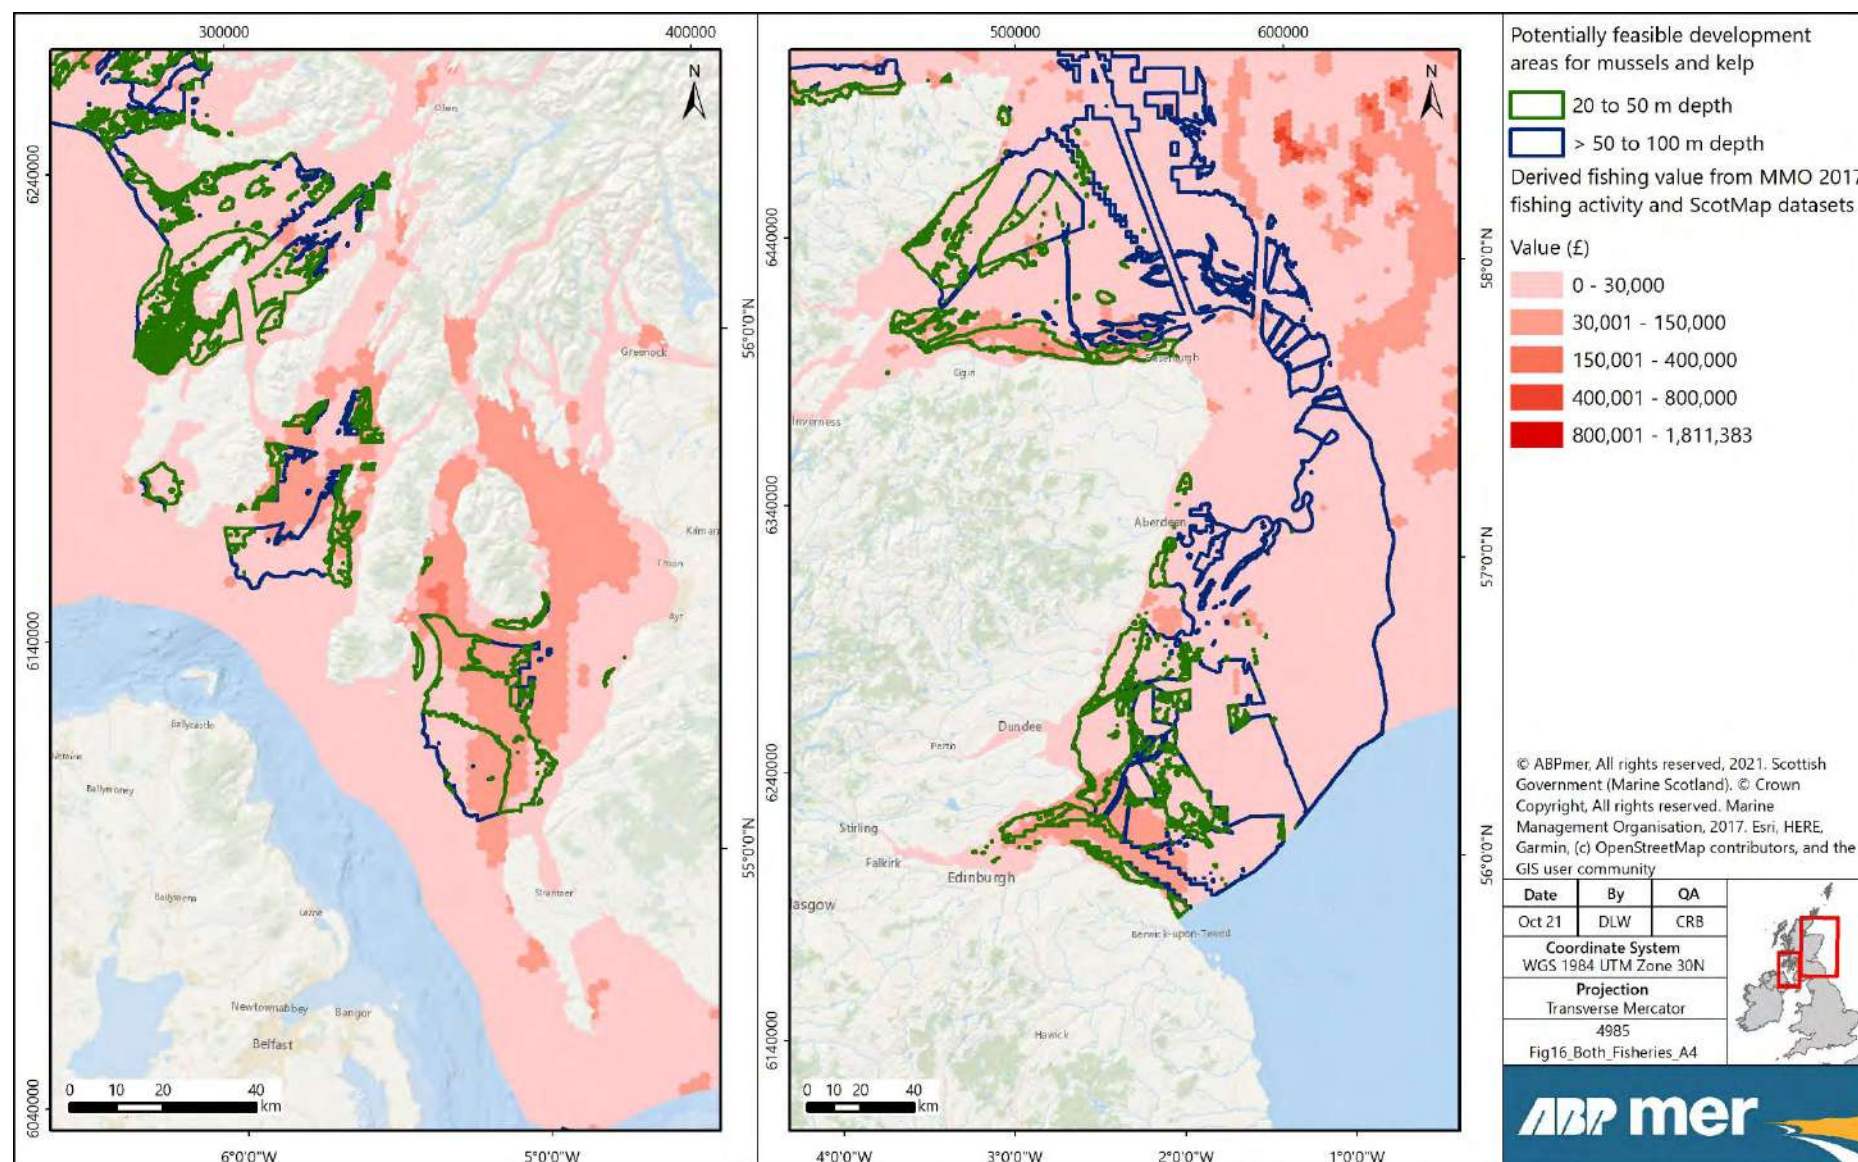 300000
400000
500000
600000
N
N
6240000
6140000
6040000
56°0'0"N
55°0'0"N
6°0'0"W
5°0'0"W
Oban
Greenock
Ayr
Ballycastle
Ballymoney
Ballymena
Larne
Stranraer
Newtownabbey
Bangor
Belfast
0 10 20 40
km
6440000
6340000
6240000
6140000
58°0'0"N
57°0'0"N
56°0'0"N
4°0'0"W
3°0'0"W
2°0'0"W
1°0'0"W
Elgin
Inverness
Aberdeen
Dundee
Perth
Stirling
Falkirk
Edinburgh
asgow
Berwick-upon-Tweed
Hawick
0 10 20 40
km
Potentially feasible development
areas for mussels and kelp
20 to 50 m depth
> 50 to 100 m depth
Derived fishing value from MMO 2017
fishing activity and ScotMap datasets
Value (£)
0 - 30,000
30,001 - 150,000
150,001 - 400,000
400,001 - 800,000
800,001 - 1,811,383
© ABPmer, All rights reserved, 2021. Scottish
Government (Marine Scotland). © Crown
Copyright, All rights reserved. Marine
Management Organisation, 2017. Esri, HERE,
Garmin, (c) OpenStreetMap contributors, and the
GIS user community
Date By QA
Oct 21 DLW CRB
Coordinate System
WGS 1984 UTM Zone 30N
Projection
Transverse Mercator
4985
Fig16_Both_Fisheries_A4
ABPmer